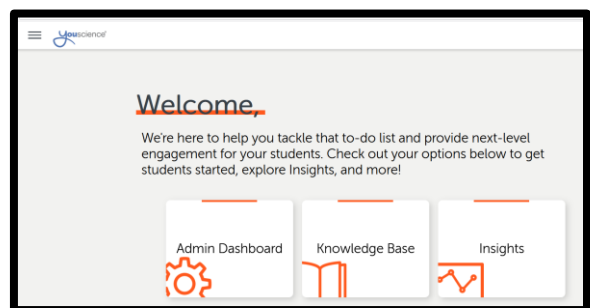 Youscience
Welcome,
We're here to help you tackle that to-do list and provide next-level
engagement for your students. Check out your options below to get
students started, explore Insights, and more!
Admin Dashboard Knowledge Base Insights